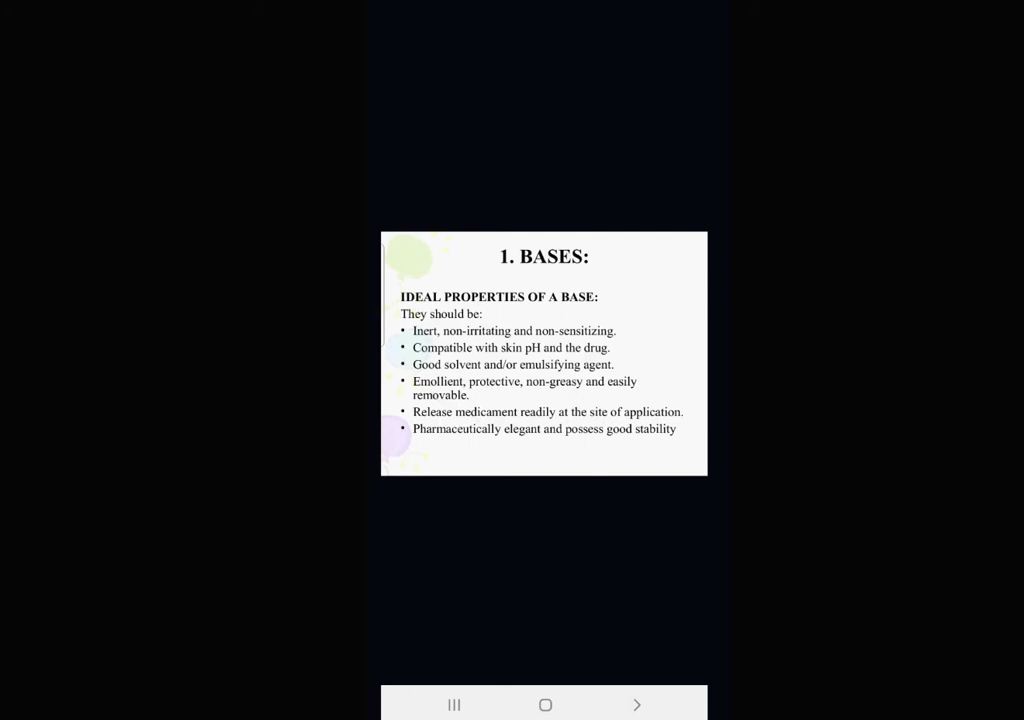 1. BASES:
IDEAL PROPERTIES OF A BASE:
They should be:
• Inert, non-irritating and non-sensitizing.
• Compatible with skin pH and the drug.
• Good solvent and/or emulsifying agent.
• Emollient, protective, non-greasy and easily
removable.
• Release medicament readily at the site of application.
• Pharmaceutically elegant and possess good stability